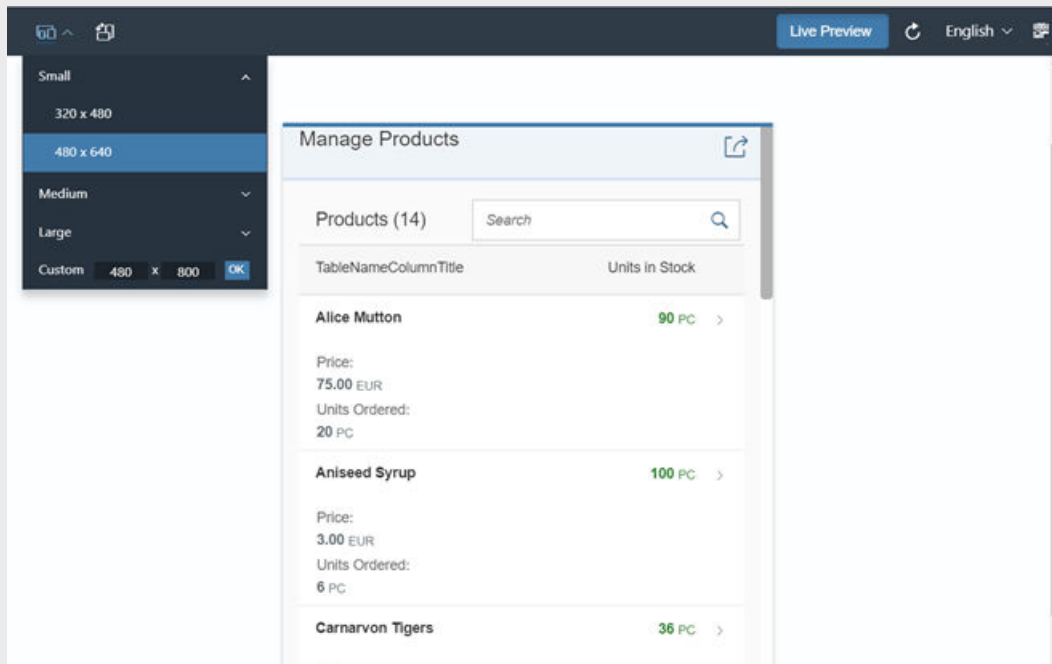 Live Preview
English
Small
320 x 480
480 x 640
Medium
Large
Custom 480 x 800 OK
Manage Products
Products (14) Search
TableNameColumnTitle Units in Stock
Alice Mutton 90 PC
Price:
75.00 EUR
Units Ordered:
20 PC
Aniseed Syrup 100 PC
Price:
3.00 EUR
Units Ordered:
6 PC
Carnarvon Tigers 36 PC